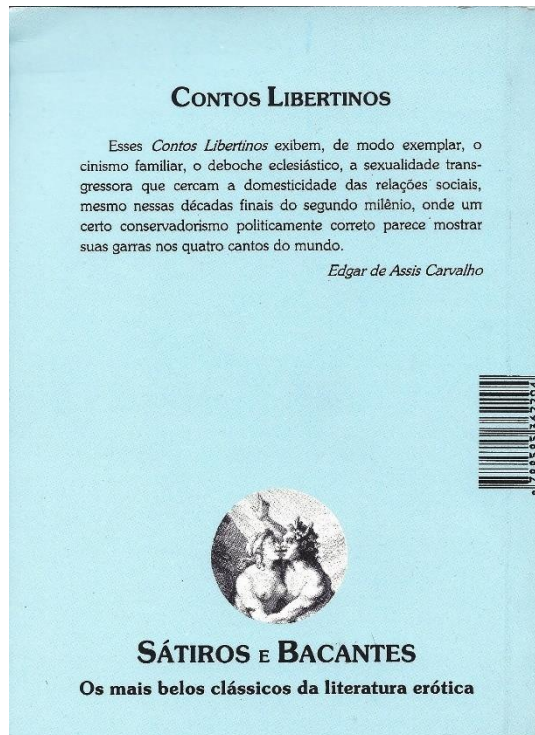 CONTOS LIBERTINOS
Esses Contos Libertinos exibem, de modo exemplar, o
cinismo familiar, o deboche eclesiástico, a sexualidade trans-
gressora que cercam a domesticidade das relações sociais,
mesmo nessas décadas finais do segundo milênio, onde um
certo conservadorismo politicamente correto parece mostrar
suas garras nos quatro cantos do mundo.
Edgar de Assis Carvalho
SÁTIROS E BACANTES
Os mais belos clássicos da literatura erótica